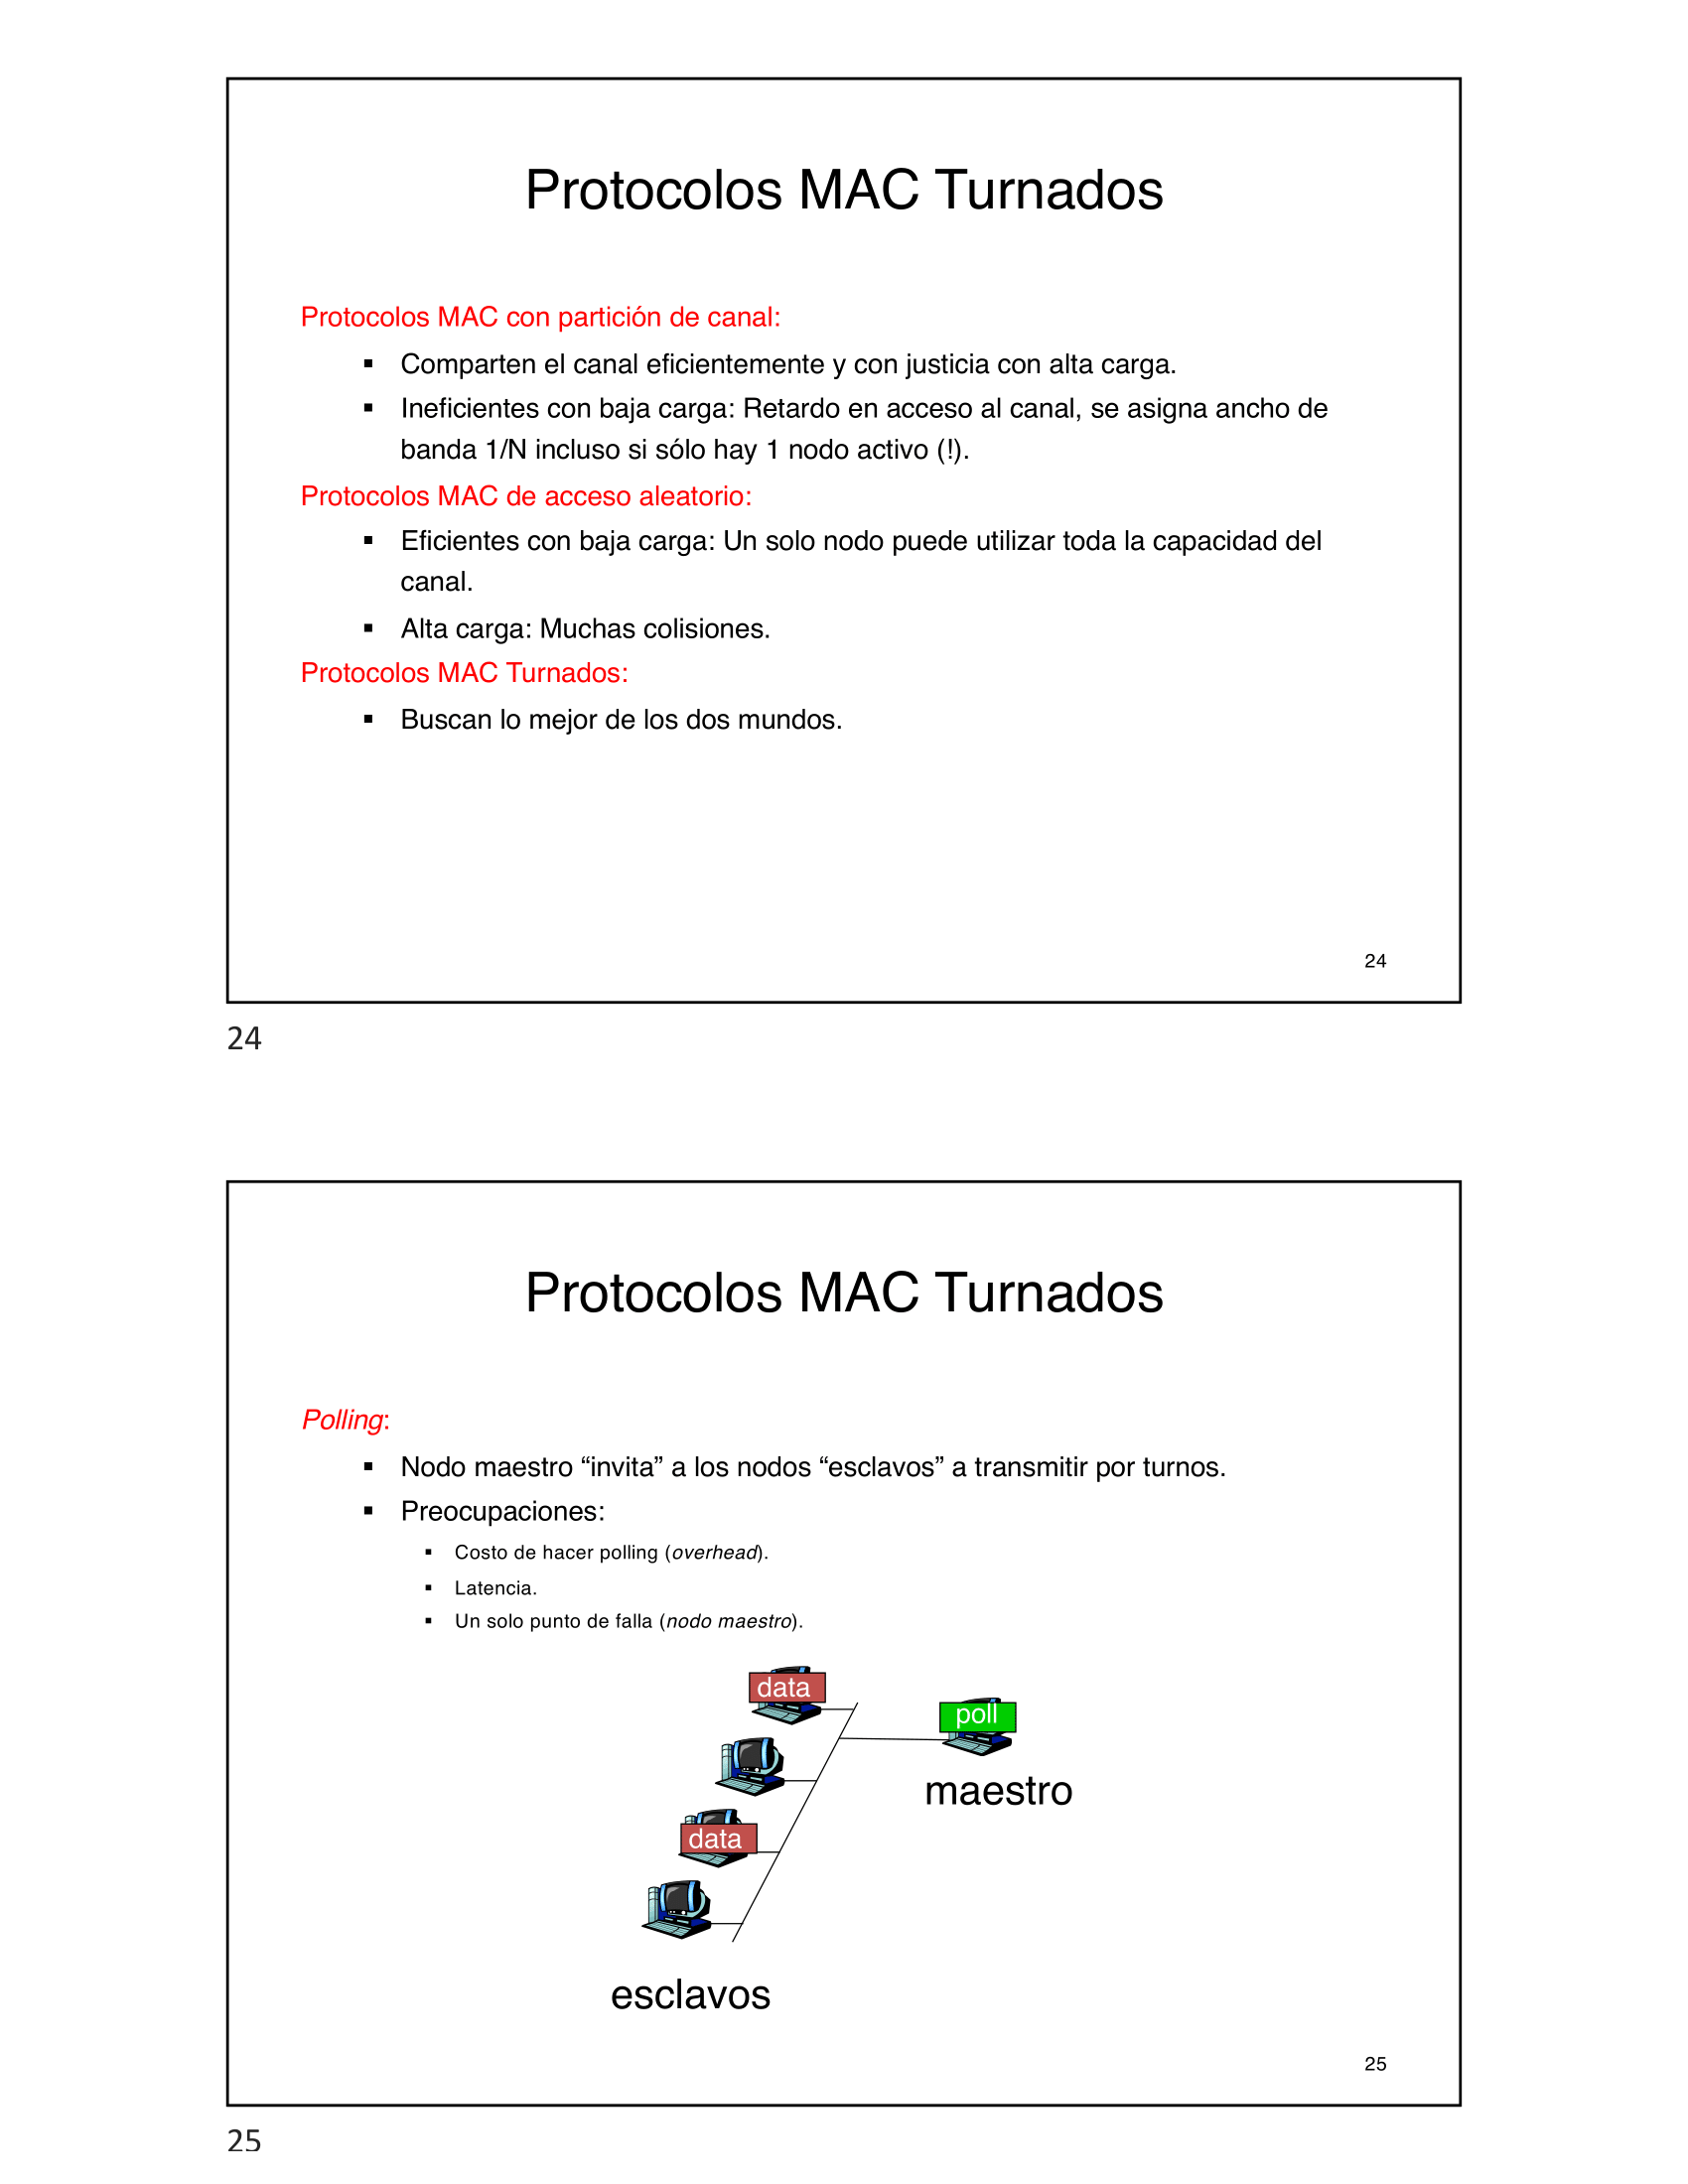 Protocolos MAC Turnados
Protocolos MAC con partición de canal:
▪ Comparten el canal eficientemente y con justicia con alta carga.
▪ Ineficientes con baja carga: Retardo en acceso al canal, se asigna ancho de
banda 1/N incluso si sólo hay 1 nodo activo (!).
Protocolos MAC de acceso aleatorio:
▪ Eficientes con baja carga: Un solo nodo puede utilizar toda la capacidad del
canal.
▪ Alta carga: Muchas colisiones.
Protocolos MAC Turnados:
▪ Buscan lo mejor de los dos mundos.
24
24
Protocolos MAC Turnados
Polling:
▪ Nodo maestro “invita” a los nodos “esclavos” a transmitir por turnos.
▪ Preocupaciones:
▪ Costo de hacer polling (overhead).
▪ Latencia.
▪ Un solo punto de falla (nodo maestro).
data
poll
maestro
data
esclavos
25
25